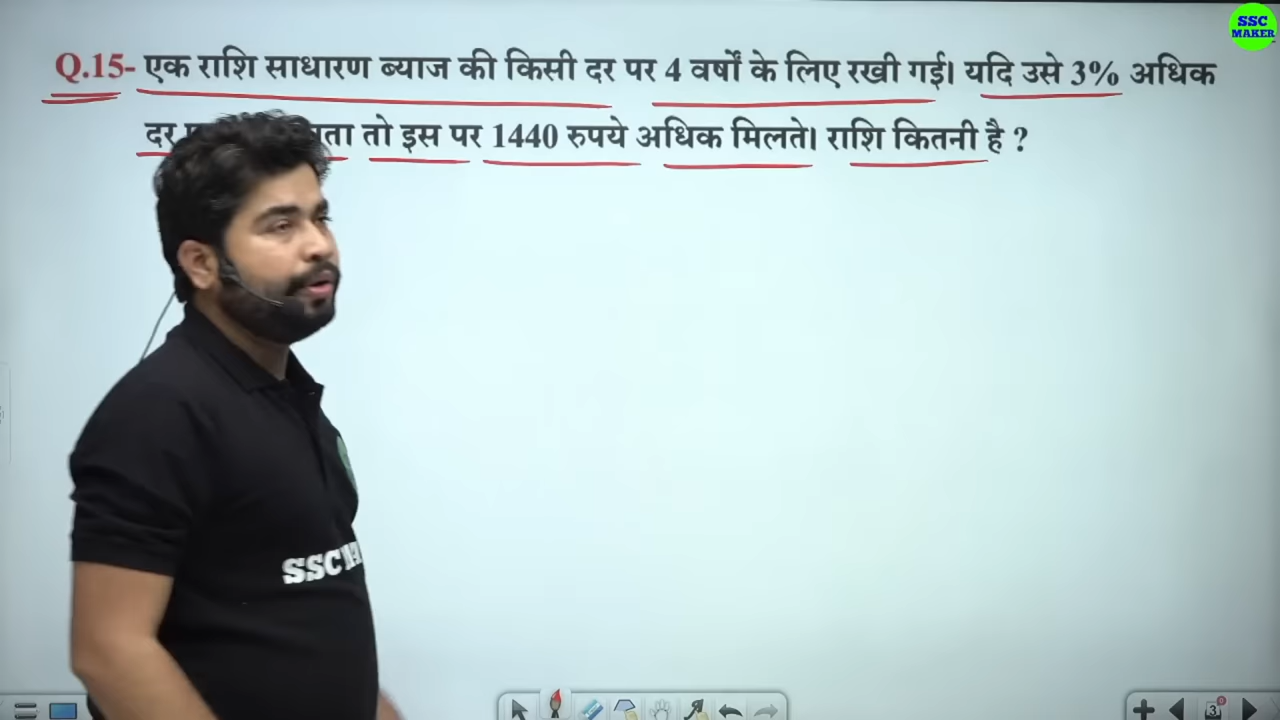 SSC
MAKER
Q.15- एक राशि साधारण ब्याज की किसी दर पर 4 वर्षों के लिए रखी गई। यदि उसे 3% अधिक
दर तो इस पर 1440 रुपये अधिक मिलते। राशि कितनी है ?
SSC
3